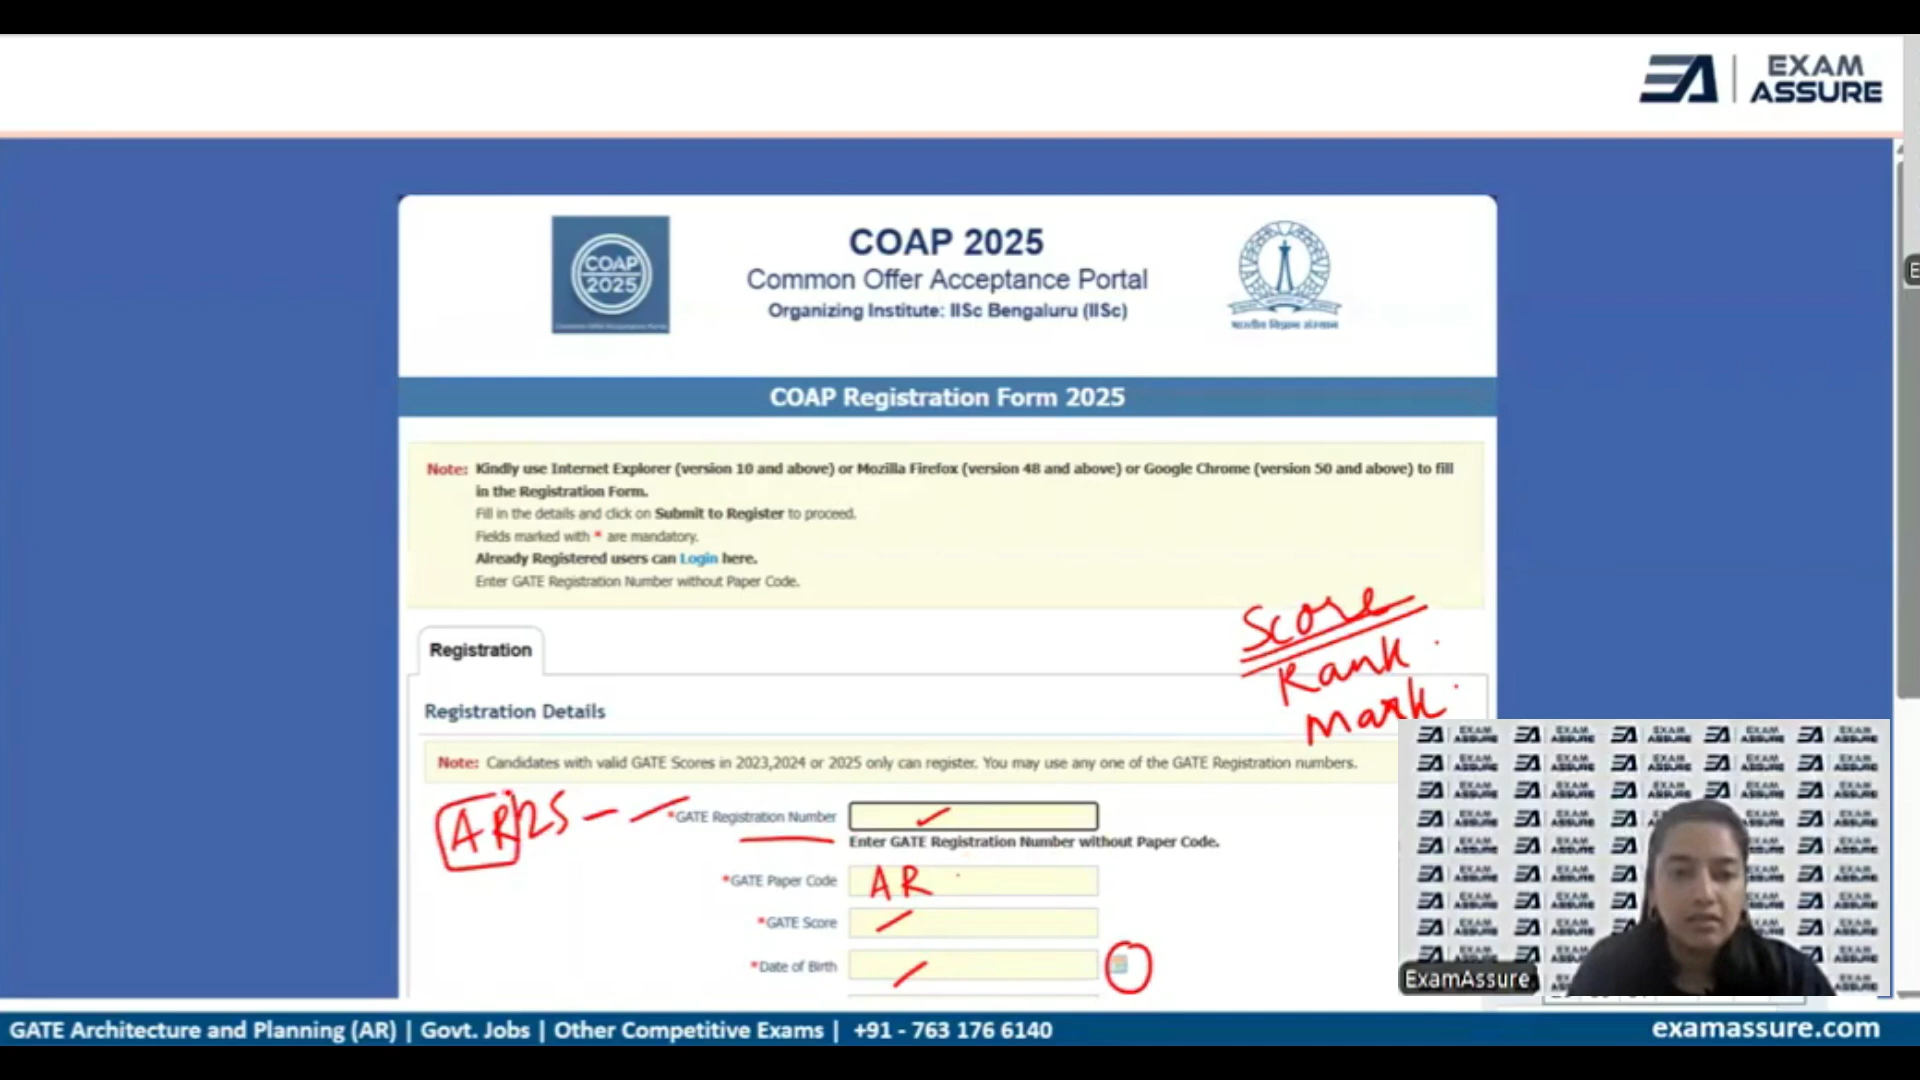 EXAM
ASSURE
COAP
2025
COAP 2025
Common Offer Acceptance Portal
Organizing Institute: IISc Bengaluru (IISc)
भारतीय विज्ञान संस्थान
COAP Registration Form 2025
Note: Kindly use Internet Explorer (version 10 and above) or Mozilla Firefox (version 48 and above) or Google Chrome (version 50 and above) to fill
in the Registration Form.
Fill in the details and click on Submit to Register to proceed.
Fields marked with * are mandatory.
Already Registered users can Login here.
Enter GATE Registration Number without Paper Code.
Score
Rank
Mark
Registration
Registration Details
Note: Candidates with valid GATE Scores in 2023,2024 or 2025 only can register. You may use any one of the GATE Registration numbers.
AR25
*GATE Registration Number
Enter GATE Registration Number without Paper Code.
*GATE Paper Code AR
*GATE Score
*Date of Birth
ExamAssure
GATE Architecture and Planning (AR) | Govt. Jobs | Other Competitive Exams | +91 - 763 176 6140
examassure.com